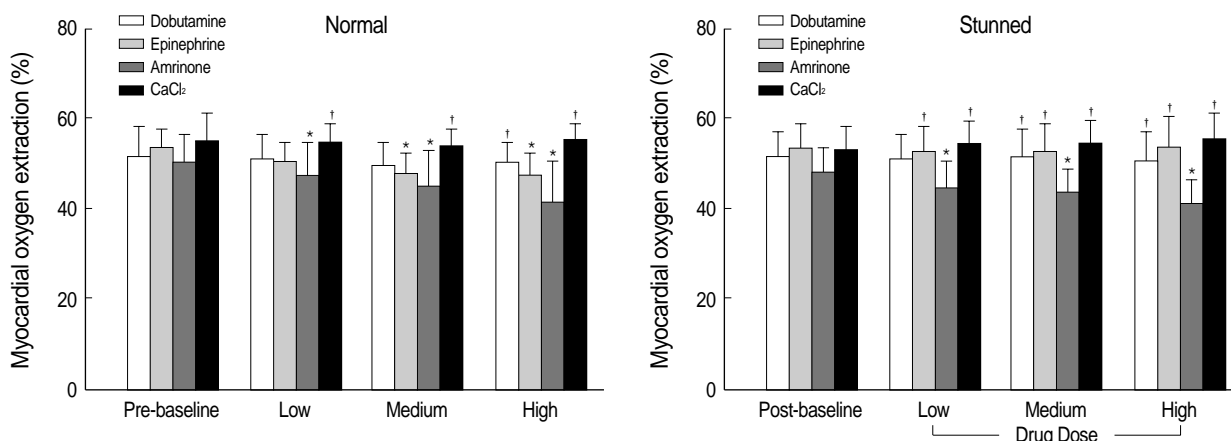 Normal
Dobutamine
Epinephrine
Amrinone
CaCl₂
Myocardial oxygen extraction (%)
80
60
40
20
0
*
†
*
*
†
†
*
*
†
Pre-baseline Low Medium High
Stunned
Dobutamine
Epinephrine
Amrinone
CaCl₂
Myocardial oxygen extraction (%)
80
60
40
20
0
†
*
†
†
†
*
†
†
†
*
†
Post-baseline Low Medium High
Drug Dose